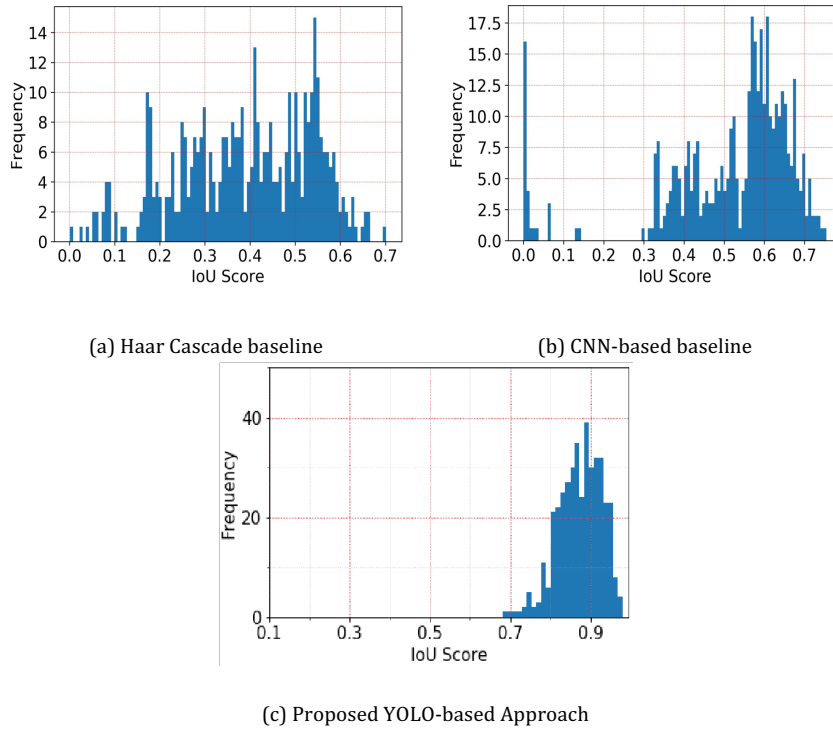 14
12
10
8
6
4
2
0
Frequency
0.0 0.1 0.2 0.3 0.4 0.5 0.6 0.7
IoU Score
17.5
15.0
12.5
10.0
7.5
5.0
2.5
0.0
Frequency
0.0 0.1 0.2 0.3 0.4 0.5 0.6 0.7
IoU Score
(a) Haar Cascade baseline
(b) CNN-based baseline
40
20
0
Frequency
0.1 0.3 0.5 0.7 0.9
IoU Score
(c) Proposed YOLO-based Approach